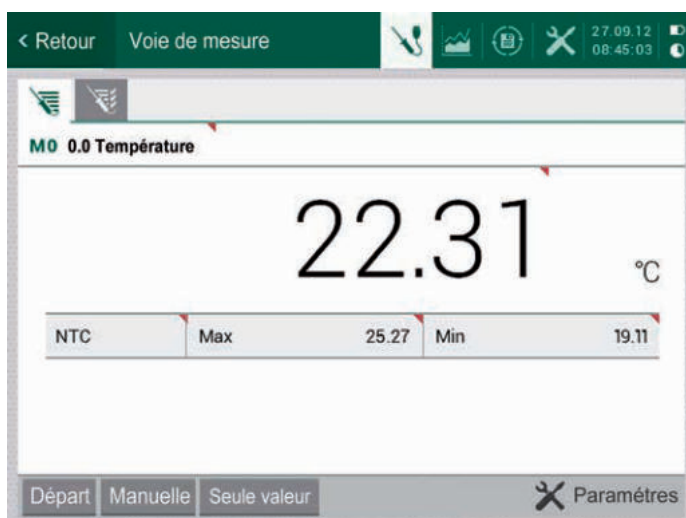 < Retour Voie de mesure 27.09.12
08:45:03
M0 0.0 Température
22.31 °C
NTC Max 25.27 Min 19.11
Départ Manuelle Seule valeur Paramétres